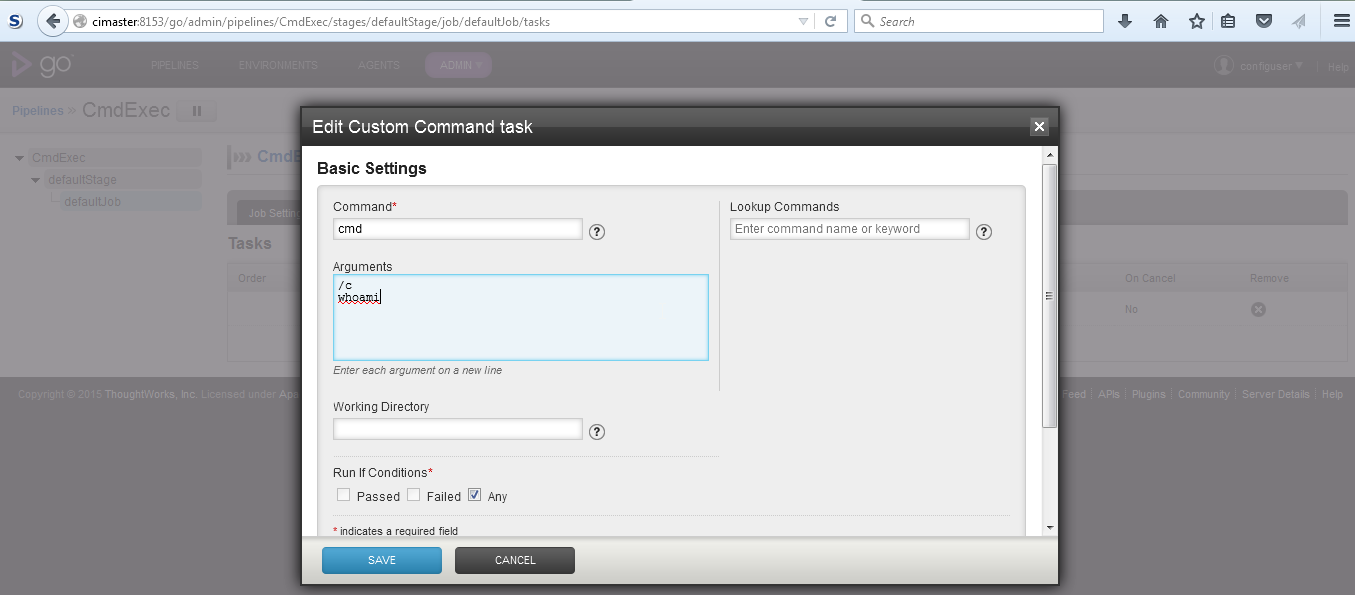 S cimaster:8153/go/admin/pipelines/CmdExec/stages/defaultStage/job/defaultJob/tasks Search
go PIPELINES ENVIRONMENTS AGENTS ADMIN configuser Help
Pipelines » CmdExec
Edit Custom Command task
CmdExec
defaultStage
defaultJob
CmdE
Job Setting
Tasks
Order On Cancel Remove
No
Basic Settings
Command* Lookup Commands
cmd ? Enter command name or keyword ?
Arguments
/c
whoami
Enter each argument on a new line
Working Directory
?
Run If Conditions*
Passed Failed Any
* indicates a required field
SAVE CANCEL
Copyright © 2015 ThoughtWorks, Inc. Licensed under Apa Feed | APIs | Plugins | Community | Server Details | Help